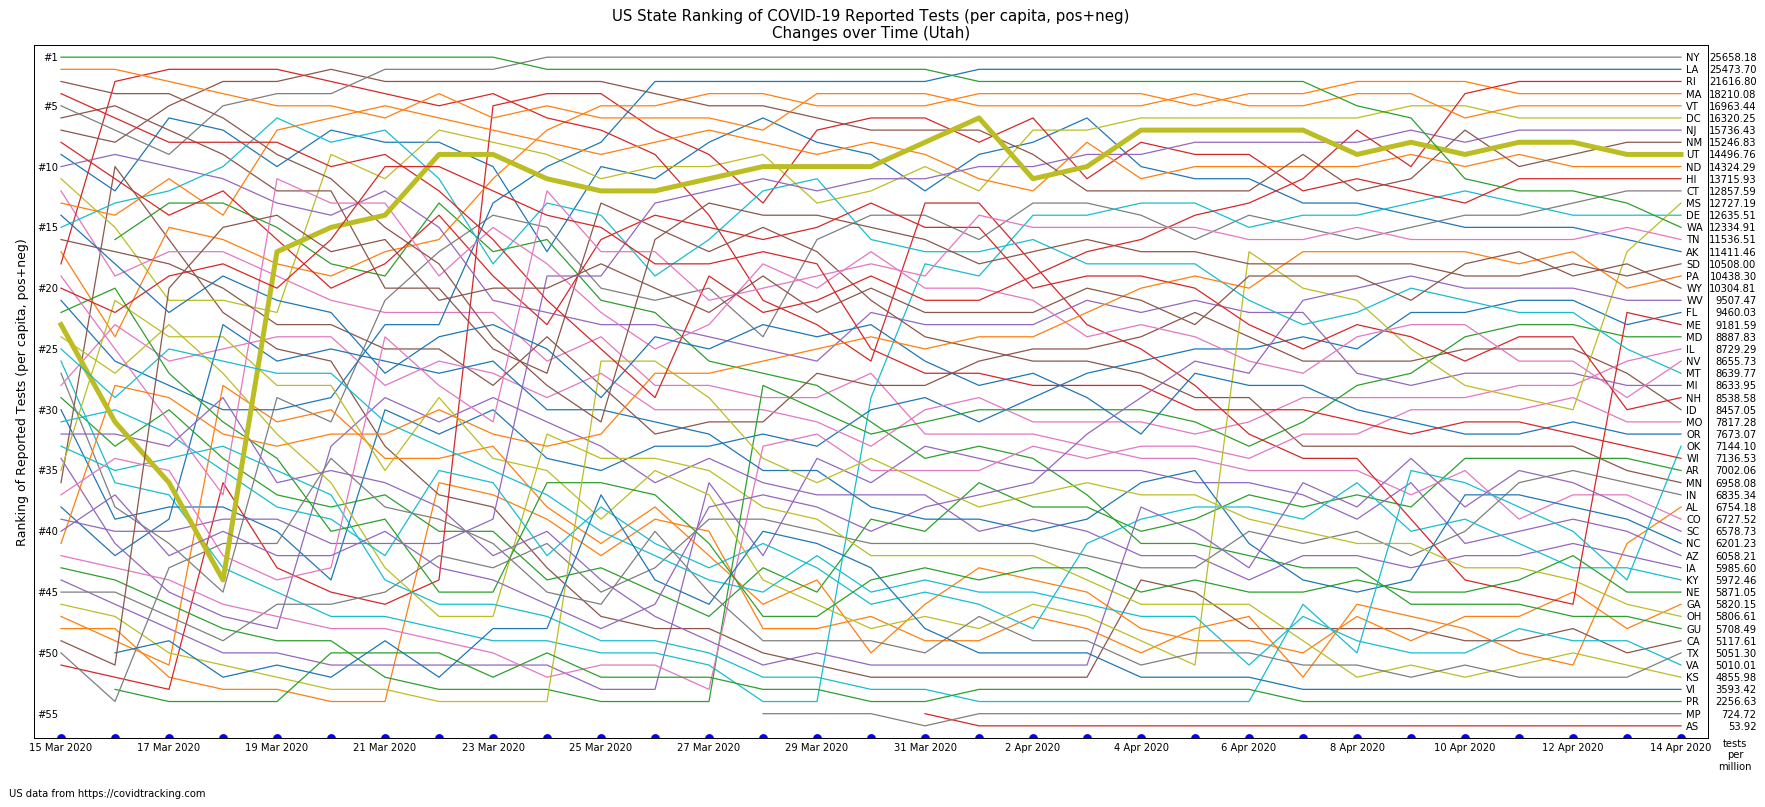 US State Ranking of COVID-19 Reported Tests (per capita, pos+neg)
Changes over Time (Utah)
Ranking of Reported Tests (per capita, pos+neg)
#1
#5
#10
#15
#20
#25
#30
#35
#40
#45
#50
#55
NY 25658.18
LA 25473.70
RI 21616.80
MA 18210.08
VT 16963.44
DC 16320.25
NJ 15736.43
NM 15246.83
UT 14496.76
ND 14324.29
HI 13715.93
CT 12857.59
MS 12727.19
DE 12635.51
WA 12334.91
TN 11536.51
AK 11411.46
SD 10508.00
PA 10438.30
WY 10304.81
WV 9507.47
FL 9460.03
ME 9181.59
MD 8887.83
IL 8729.29
NV 8655.73
MT 8639.77
MI 8633.95
NH 8538.58
ID 8457.05
MO 7817.28
OR 7673.07
OK 7144.10
WI 7136.53
AR 7002.06
MN 6958.08
IN 6835.34
AL 6754.18
CO 6727.52
SC 6578.73
NC 6201.23
AZ 6058.21
IA 5985.60
KY 5972.46
NE 5871.05
GA 5820.15
OH 5806.61
GU 5708.49
CA 5117.61
TX 5051.30
VA 5010.01
KS 4855.98
VI 3593.42
PR 2256.63
MP 724.72
AS 53.92
15 Mar 2020 17 Mar 2020 19 Mar 2020 21 Mar 2020 23 Mar 2020 25 Mar 2020 27 Mar 2020 29 Mar 2020 31 Mar 2020 2 Apr 2020 4 Apr 2020 6 Apr 2020 8 Apr 2020 10 Apr 2020 12 Apr 2020 14 Apr 2020
tests
per
million
US data from https://covidtracking.com